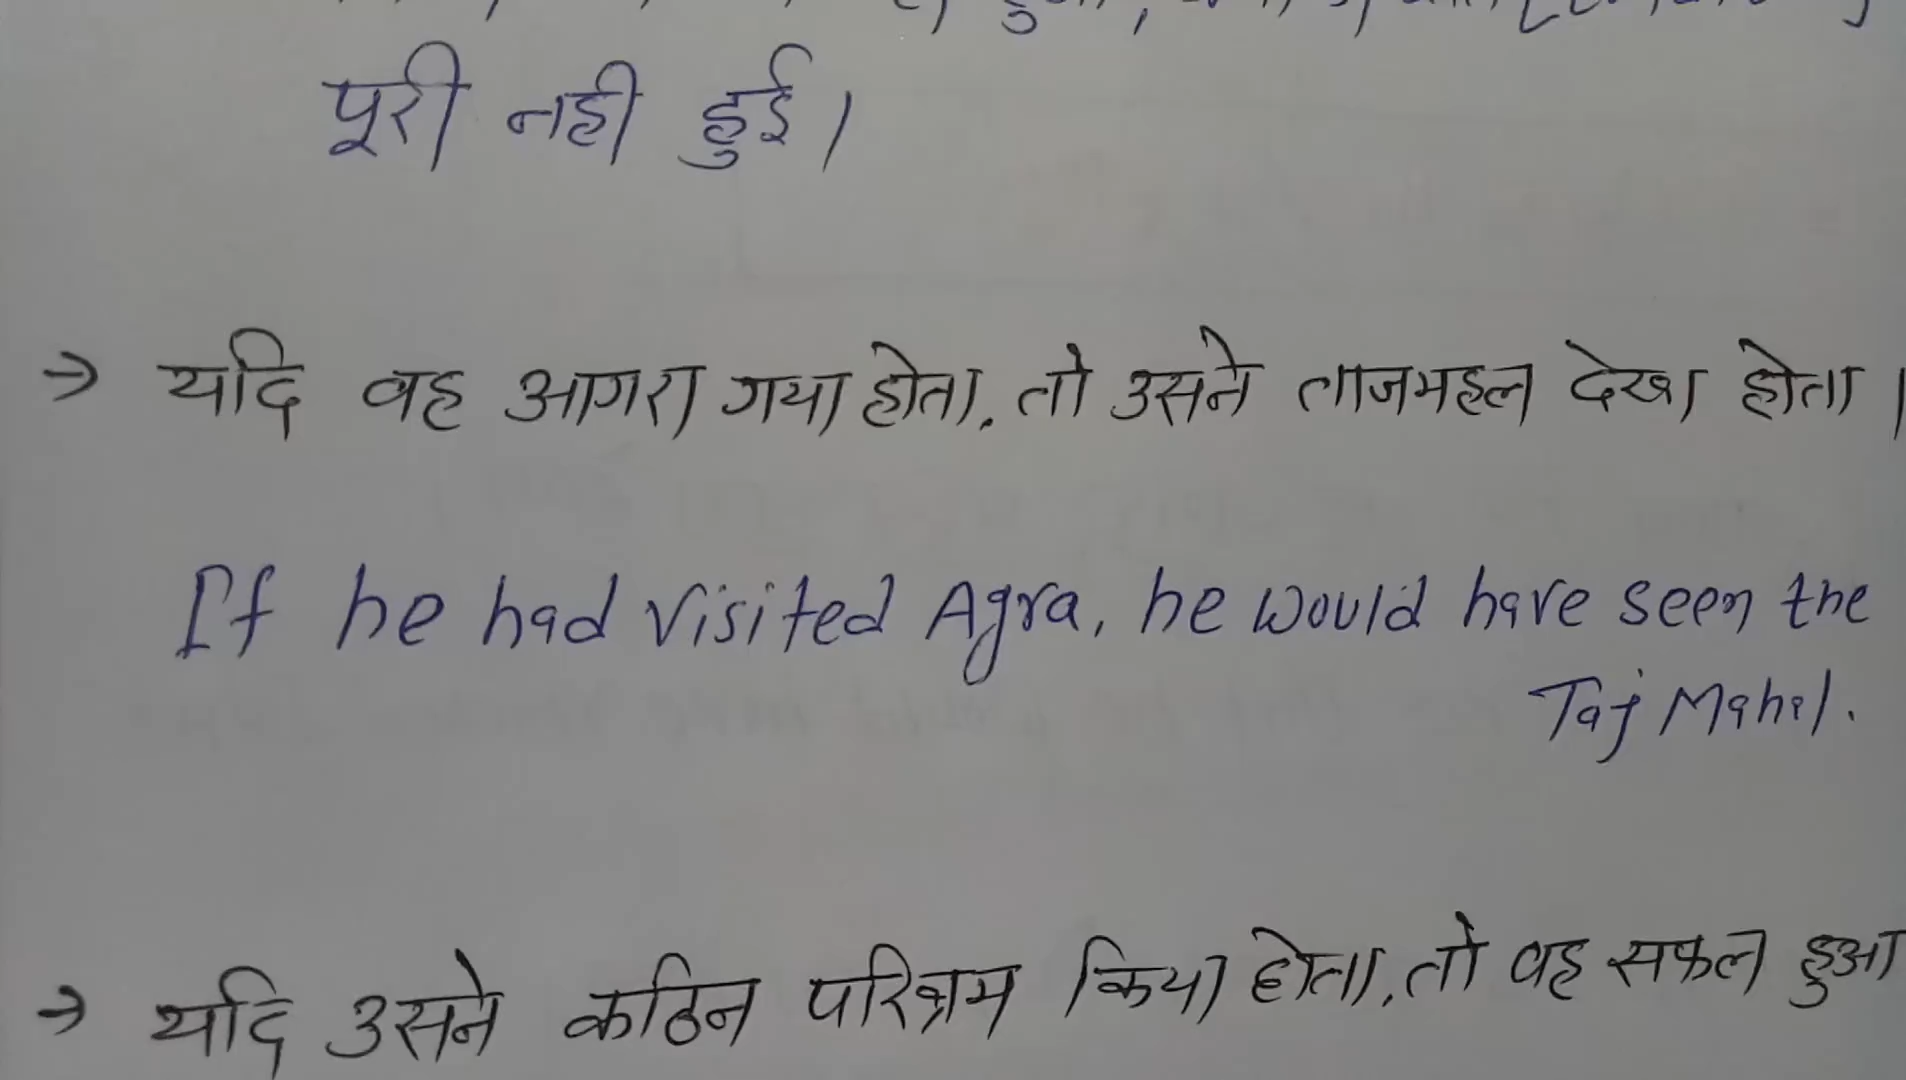 पूरी नही हुई।
→ यदि वह आगरा गया होता, तो उसने ताजमहल देखा होता।
If he had visited Agra, he would have seen the
Taj Mahal.
→ यदि उसने कठिन परिश्रम किया होता, तो वह सफल हुआ